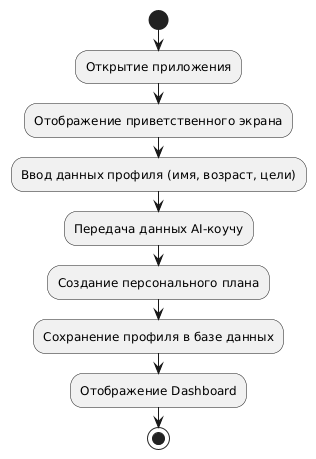 Открытие приложения
Отображение приветственного экрана
Ввод данных профиля (имя, возраст, цели)
Передача данных AI-коучу
Создание персонального плана
Сохранение профиля в базе данных
Отображение Dashboard